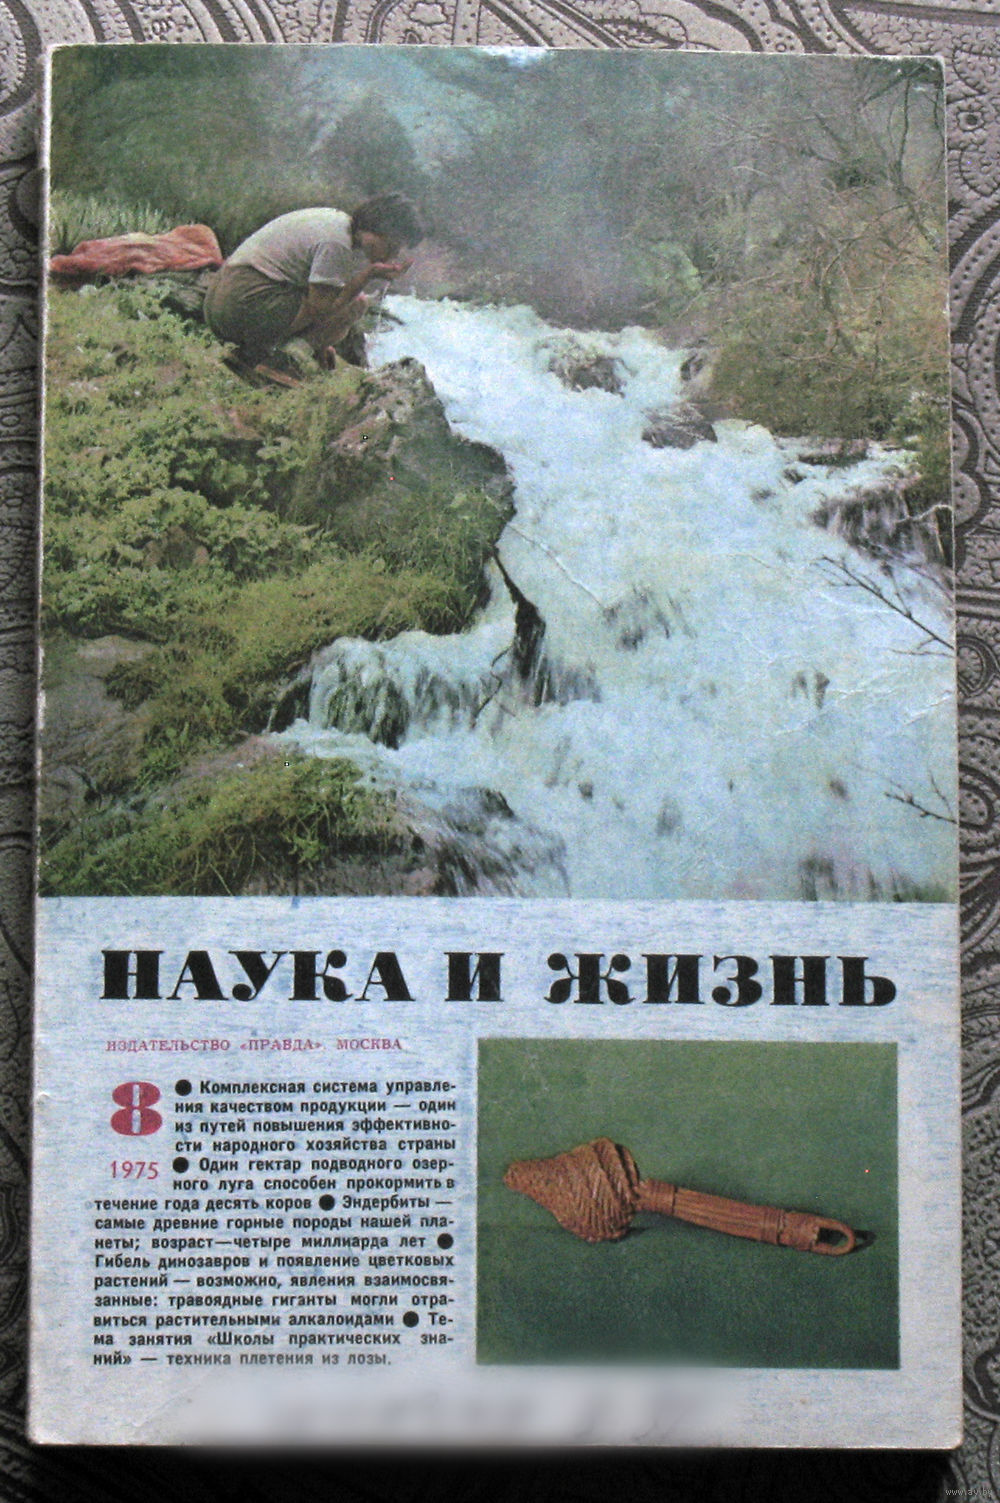 НАУКА И ЖИЗНЬ
ИЗДАТЕЛЬСТВО «ПРАВДА». МОСКВА
8
1975
● Комплексная система управле-
ния качеством продукции — один
из путей повышения эффективно-
сти народного хозяйства страны
● Один гектар подводного озер-
ного луга способен прокормить в
течение года десять коров ● Эндербиты —
самые древние горные породы нашей пла-
неты; возраст—четыре миллиарда лет ●
Гибель динозавров и появление цветковых
растений — возможно, явления взаимосвя-
занные: травоядные гиганты могли отра-
виться растительными алкалоидами ● Те-
ма занятия «Школы практических зна-
ний» — техника плетения из лозы.
www.ay.by